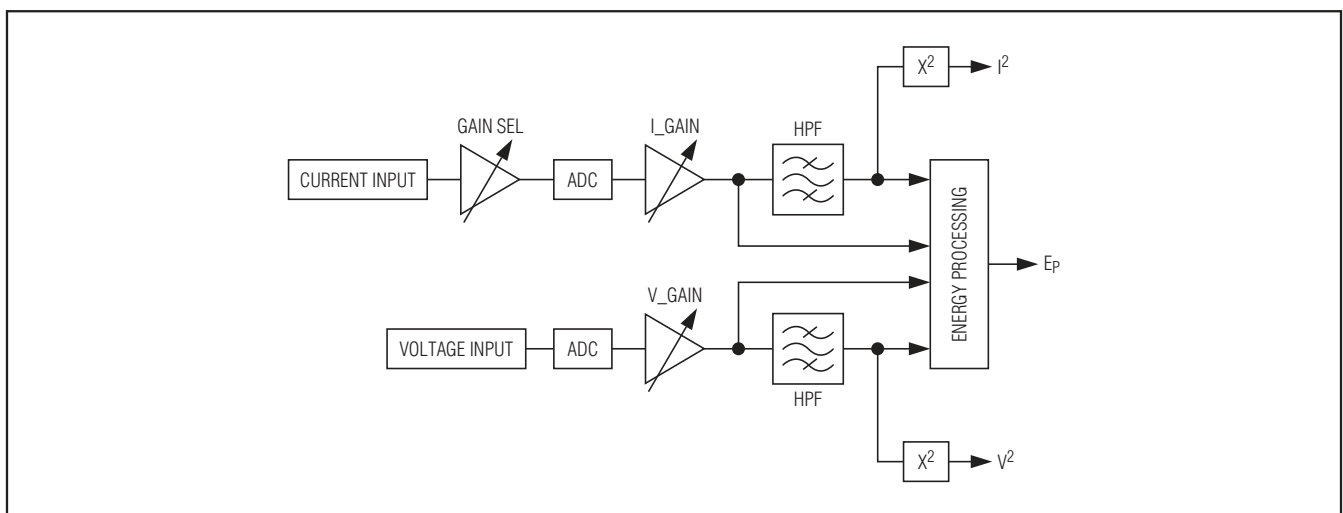 X²
I²
GAIN SEL
I_GAIN
HPF
CURRENT INPUT
ADC
ENERGY PROCESSING
EP
V_GAIN
VOLTAGE INPUT
ADC
HPF
X²
V²